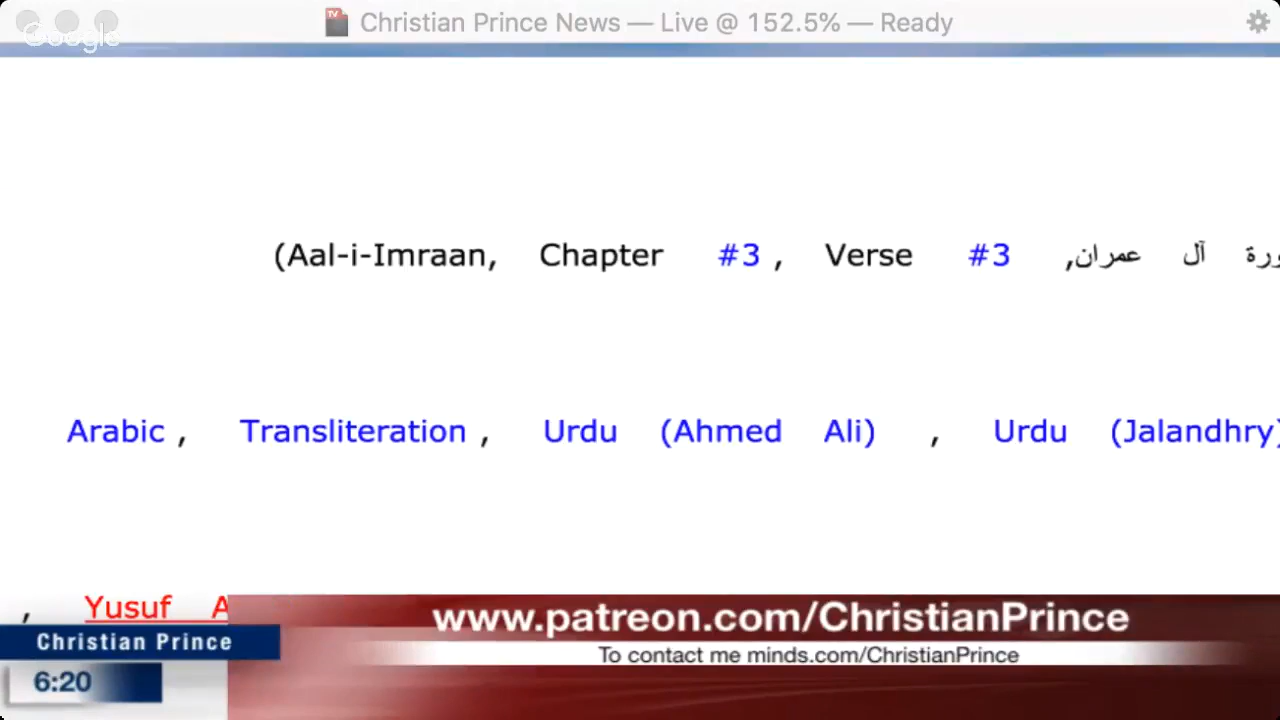 Christian Prince News — Live @ 152.5% — Ready
Google
(Aal-i-Imraan, Chapter #3 , Verse #3 آل عمران,
Arabic , Transliteration , Urdu (Ahmed Ali) , Urdu (Jalandhry)
, Yusuf A
www.patreon.com/ChristianPrince
Christian Prince
To contact me minds.com/ChristianPrince
6:20